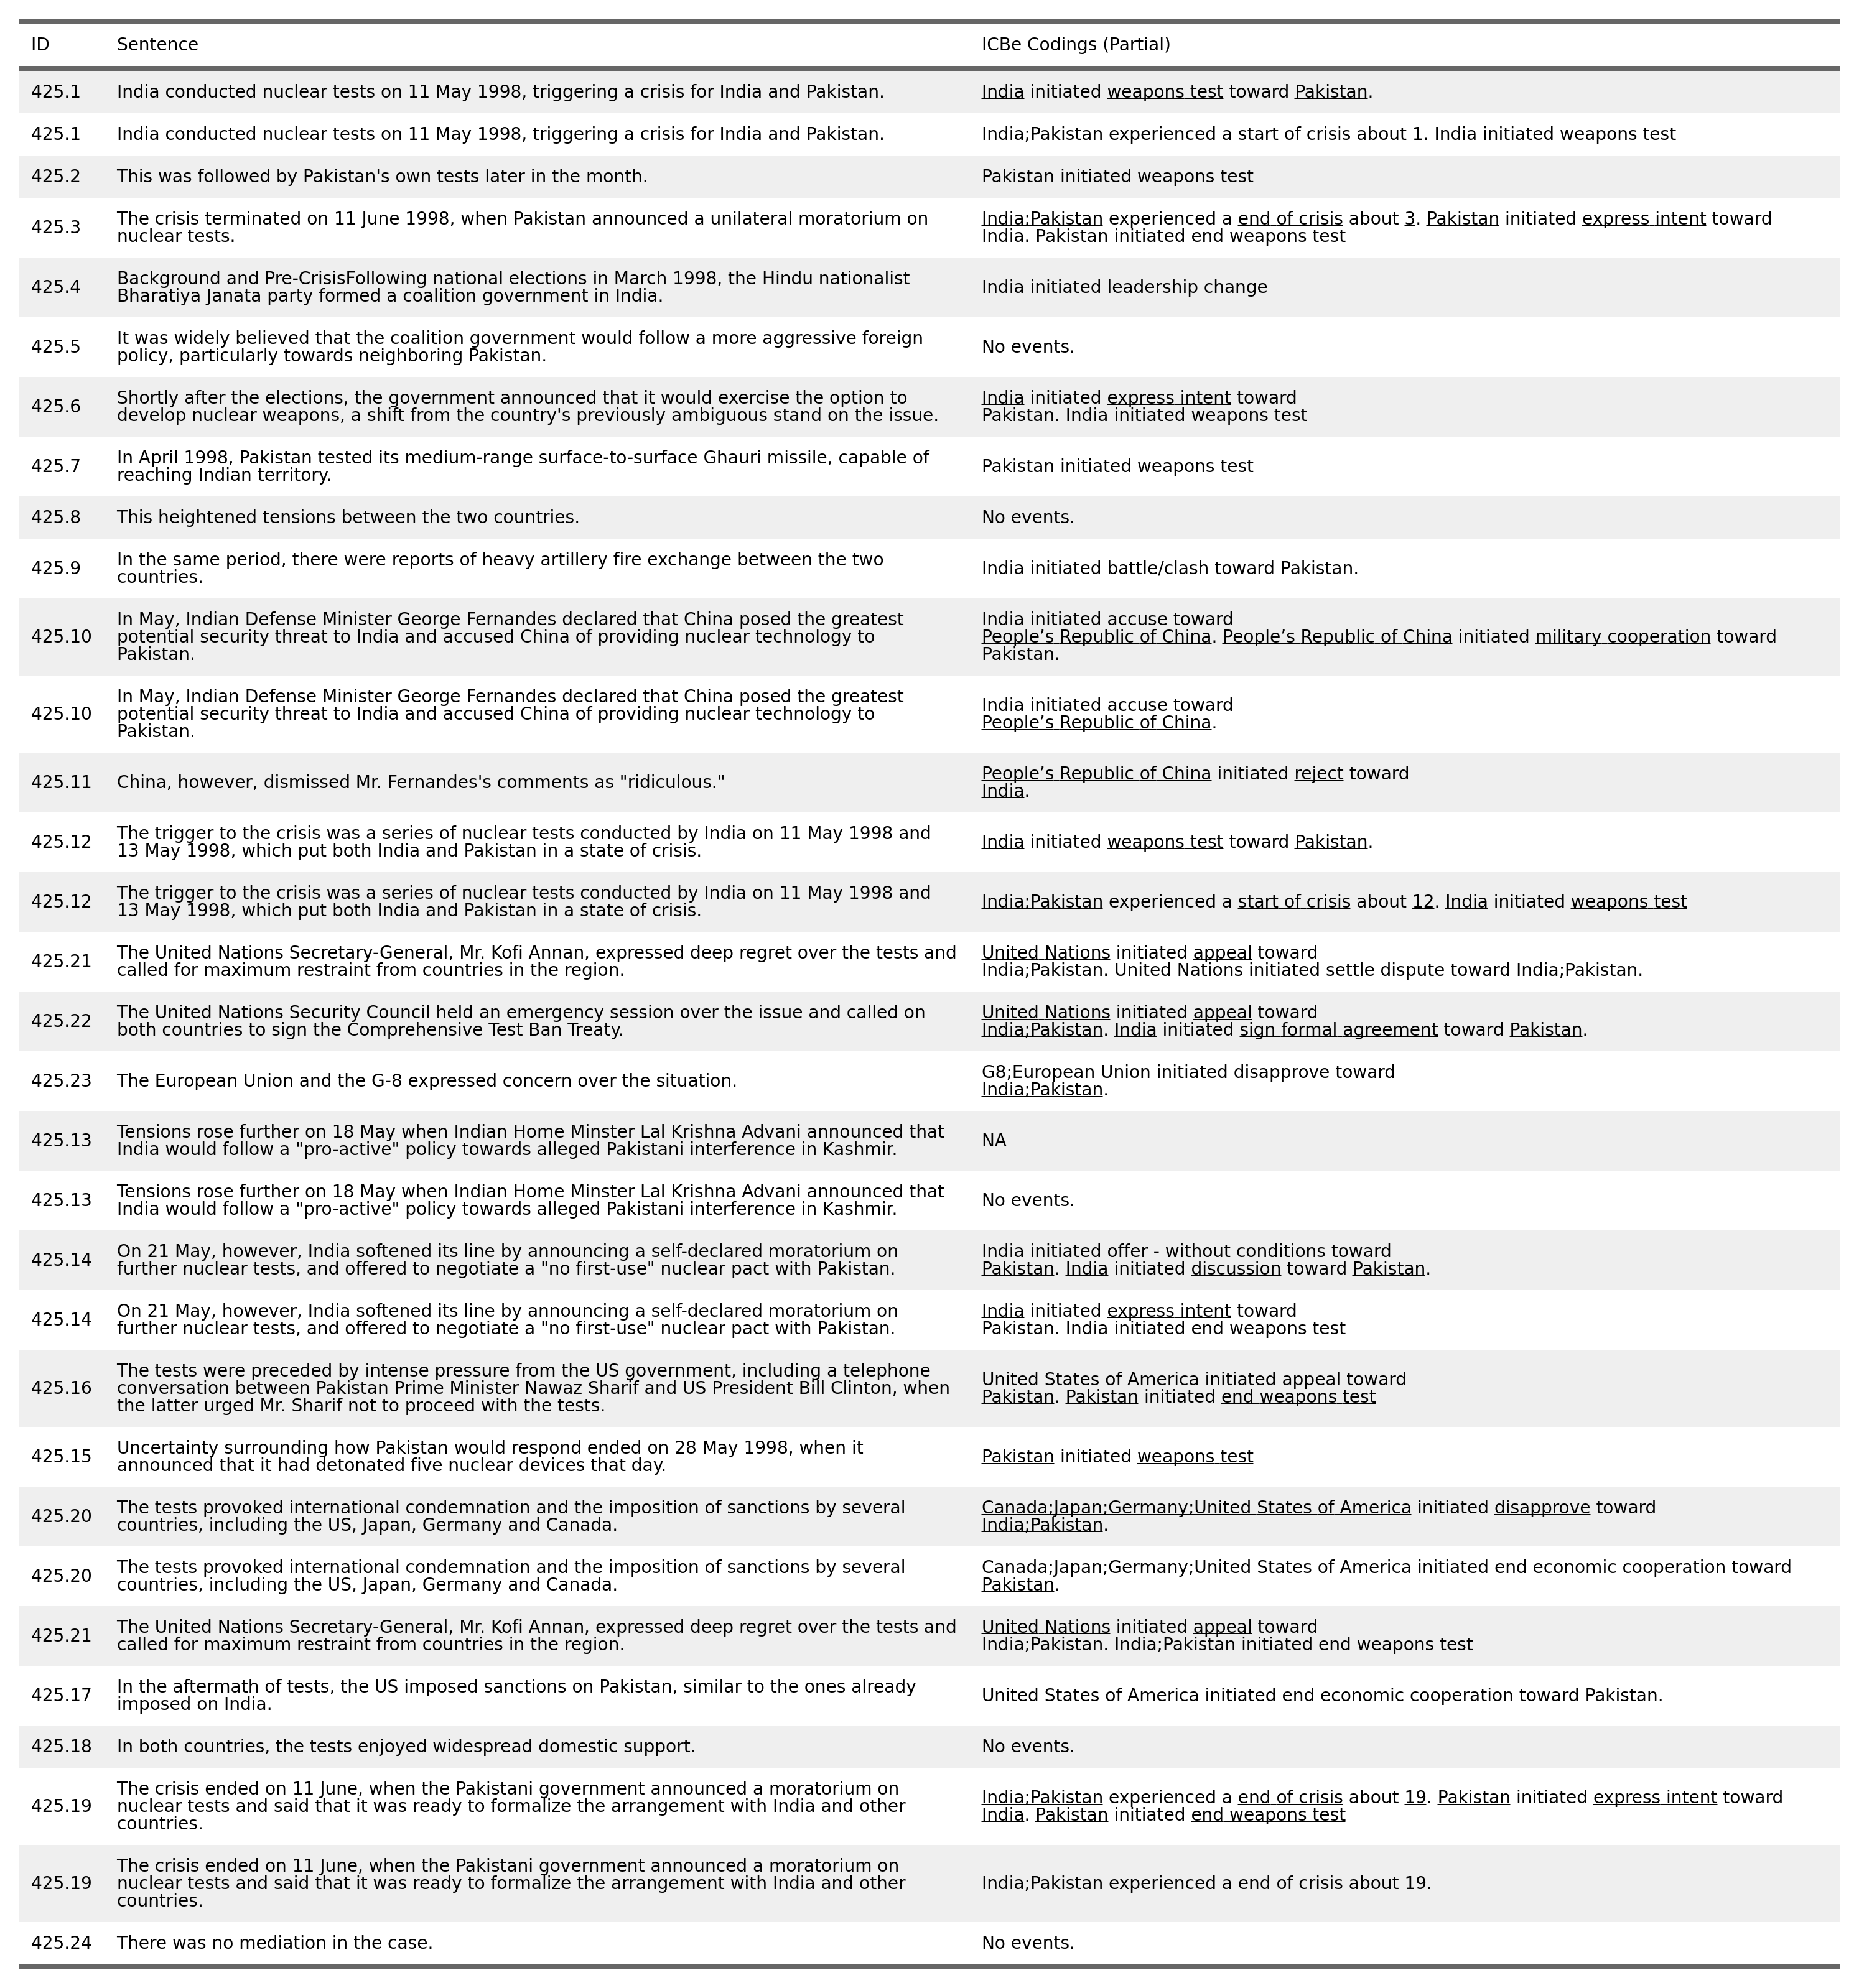 ID Sentence ICBe Codings (Partial)
425.1 India conducted nuclear tests on 11 May 1998, triggering a crisis for India and Pakistan. India initiated weapons test toward Pakistan.
425.1 India conducted nuclear tests on 11 May 1998, triggering a crisis for India and Pakistan. India;Pakistan experienced a start of crisis about 1. India initiated weapons test
425.2 This was followed by Pakistan's own tests later in the month. Pakistan initiated weapons test
425.3 The crisis terminated on 11 June 1998, when Pakistan announced a unilateral moratorium on
nuclear tests.
India;Pakistan experienced a end of crisis about 3. Pakistan initiated express intent toward
India. Pakistan initiated end weapons test
425.4 Background and Pre-CrisisFollowing national elections in March 1998, the Hindu nationalist
Bharatiya Janata party formed a coalition government in India.
India initiated leadership change
425.5 It was widely believed that the coalition government would follow a more aggressive foreign
policy, particularly towards neighboring Pakistan.
No events.
425.6 Shortly after the elections, the government announced that it would exercise the option to
develop nuclear weapons, a shift from the country's previously ambiguous stand on the issue.
India initiated express intent toward
Pakistan. India initiated weapons test
425.7 In April 1998, Pakistan tested its medium-range surface-to-surface Ghauri missile, capable of
reaching Indian territory.
Pakistan initiated weapons test
425.8 This heightened tensions between the two countries. No events.
425.9 In the same period, there were reports of heavy artillery fire exchange between the two
countries.
India initiated battle/clash toward Pakistan.
425.10 In May, Indian Defense Minister George Fernandes declared that China posed the greatest
potential security threat to India and accused China of providing nuclear technology to
Pakistan.
India initiated accuse toward
People’s Republic of China. People’s Republic of China initiated military cooperation toward
Pakistan.
425.10 In May, Indian Defense Minister George Fernandes declared that China posed the greatest
potential security threat to India and accused China of providing nuclear technology to
Pakistan.
India initiated accuse toward
People’s Republic of China.
425.11 China, however, dismissed Mr. Fernandes's comments as "ridiculous."
People’s Republic of China initiated reject toward
India.
425.12 The trigger to the crisis was a series of nuclear tests conducted by India on 11 May 1998 and
13 May 1998, which put both India and Pakistan in a state of crisis.
India initiated weapons test toward Pakistan.
425.12 The trigger to the crisis was a series of nuclear tests conducted by India on 11 May 1998 and
13 May 1998, which put both India and Pakistan in a state of crisis.
India;Pakistan experienced a start of crisis about 12. India initiated weapons test
425.21 The United Nations Secretary-General, Mr. Kofi Annan, expressed deep regret over the tests and
called for maximum restraint from countries in the region.
United Nations initiated appeal toward
India;Pakistan. United Nations initiated settle dispute toward India;Pakistan.
425.22 The United Nations Security Council held an emergency session over the issue and called on
both countries to sign the Comprehensive Test Ban Treaty.
United Nations initiated appeal toward
India;Pakistan. India initiated sign formal agreement toward Pakistan.
425.23 The European Union and the G-8 expressed concern over the situation.
G8;European Union initiated disapprove toward
India;Pakistan.
425.13 Tensions rose further on 18 May when Indian Home Minster Lal Krishna Advani announced that
India would follow a "pro-active" policy towards alleged Pakistani interference in Kashmir.
NA
425.13 Tensions rose further on 18 May when Indian Home Minster Lal Krishna Advani announced that
India would follow a "pro-active" policy towards alleged Pakistani interference in Kashmir.
No events.
425.14 On 21 May, however, India softened its line by announcing a self-declared moratorium on
further nuclear tests, and offered to negotiate a "no first-use" nuclear pact with Pakistan.
India initiated offer - without conditions toward
Pakistan. India initiated discussion toward Pakistan.
425.14 On 21 May, however, India softened its line by announcing a self-declared moratorium on
further nuclear tests, and offered to negotiate a "no first-use" nuclear pact with Pakistan.
India initiated express intent toward
Pakistan. India initiated end weapons test
425.16 The tests were preceded by intense pressure from the US government, including a telephone
conversation between Pakistan Prime Minister Nawaz Sharif and US President Bill Clinton, when
the latter urged Mr. Sharif not to proceed with the tests.
United States of America initiated appeal toward
Pakistan. Pakistan initiated end weapons test
425.15 Uncertainty surrounding how Pakistan would respond ended on 28 May 1998, when it
announced that it had detonated five nuclear devices that day.
Pakistan initiated weapons test
425.20 The tests provoked international condemnation and the imposition of sanctions by several
countries, including the US, Japan, Germany and Canada.
Canada;Japan;Germany;United States of America initiated disapprove toward
India;Pakistan.
425.20 The tests provoked international condemnation and the imposition of sanctions by several
countries, including the US, Japan, Germany and Canada.
Canada;Japan;Germany;United States of America initiated end economic cooperation toward
Pakistan.
425.21 The United Nations Secretary-General, Mr. Kofi Annan, expressed deep regret over the tests and
called for maximum restraint from countries in the region.
United Nations initiated appeal toward
India;Pakistan. India;Pakistan initiated end weapons test
425.17 In the aftermath of tests, the US imposed sanctions on Pakistan, similar to the ones already
imposed on India.
United States of America initiated end economic cooperation toward Pakistan.
425.18 In both countries, the tests enjoyed widespread domestic support. No events.
425.19 The crisis ended on 11 June, when the Pakistani government announced a moratorium on
nuclear tests and said that it was ready to formalize the arrangement with India and other
countries.
India;Pakistan experienced a end of crisis about 19. Pakistan initiated express intent toward
India. Pakistan initiated end weapons test
425.19 The crisis ended on 11 June, when the Pakistani government announced a moratorium on
nuclear tests and said that it was ready to formalize the arrangement with India and other
countries.
India;Pakistan experienced a end of crisis about 19.
425.24 There was no mediation in the case. No events.